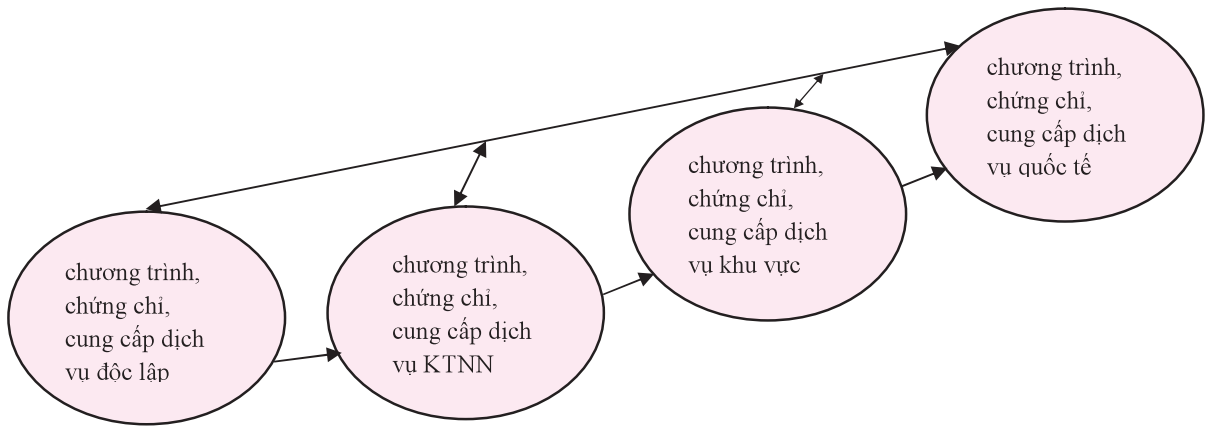 chương trình,
chứng chỉ,
cung cấp dịch
vụ độc lập
chương trình,
chứng chỉ,
cung cấp dịch
vụ KTNN
chương trình,
chứng chỉ,
cung cấp dịch
vụ khu vực
chương trình,
chứng chỉ,
cung cấp dịch
vụ quốc tế